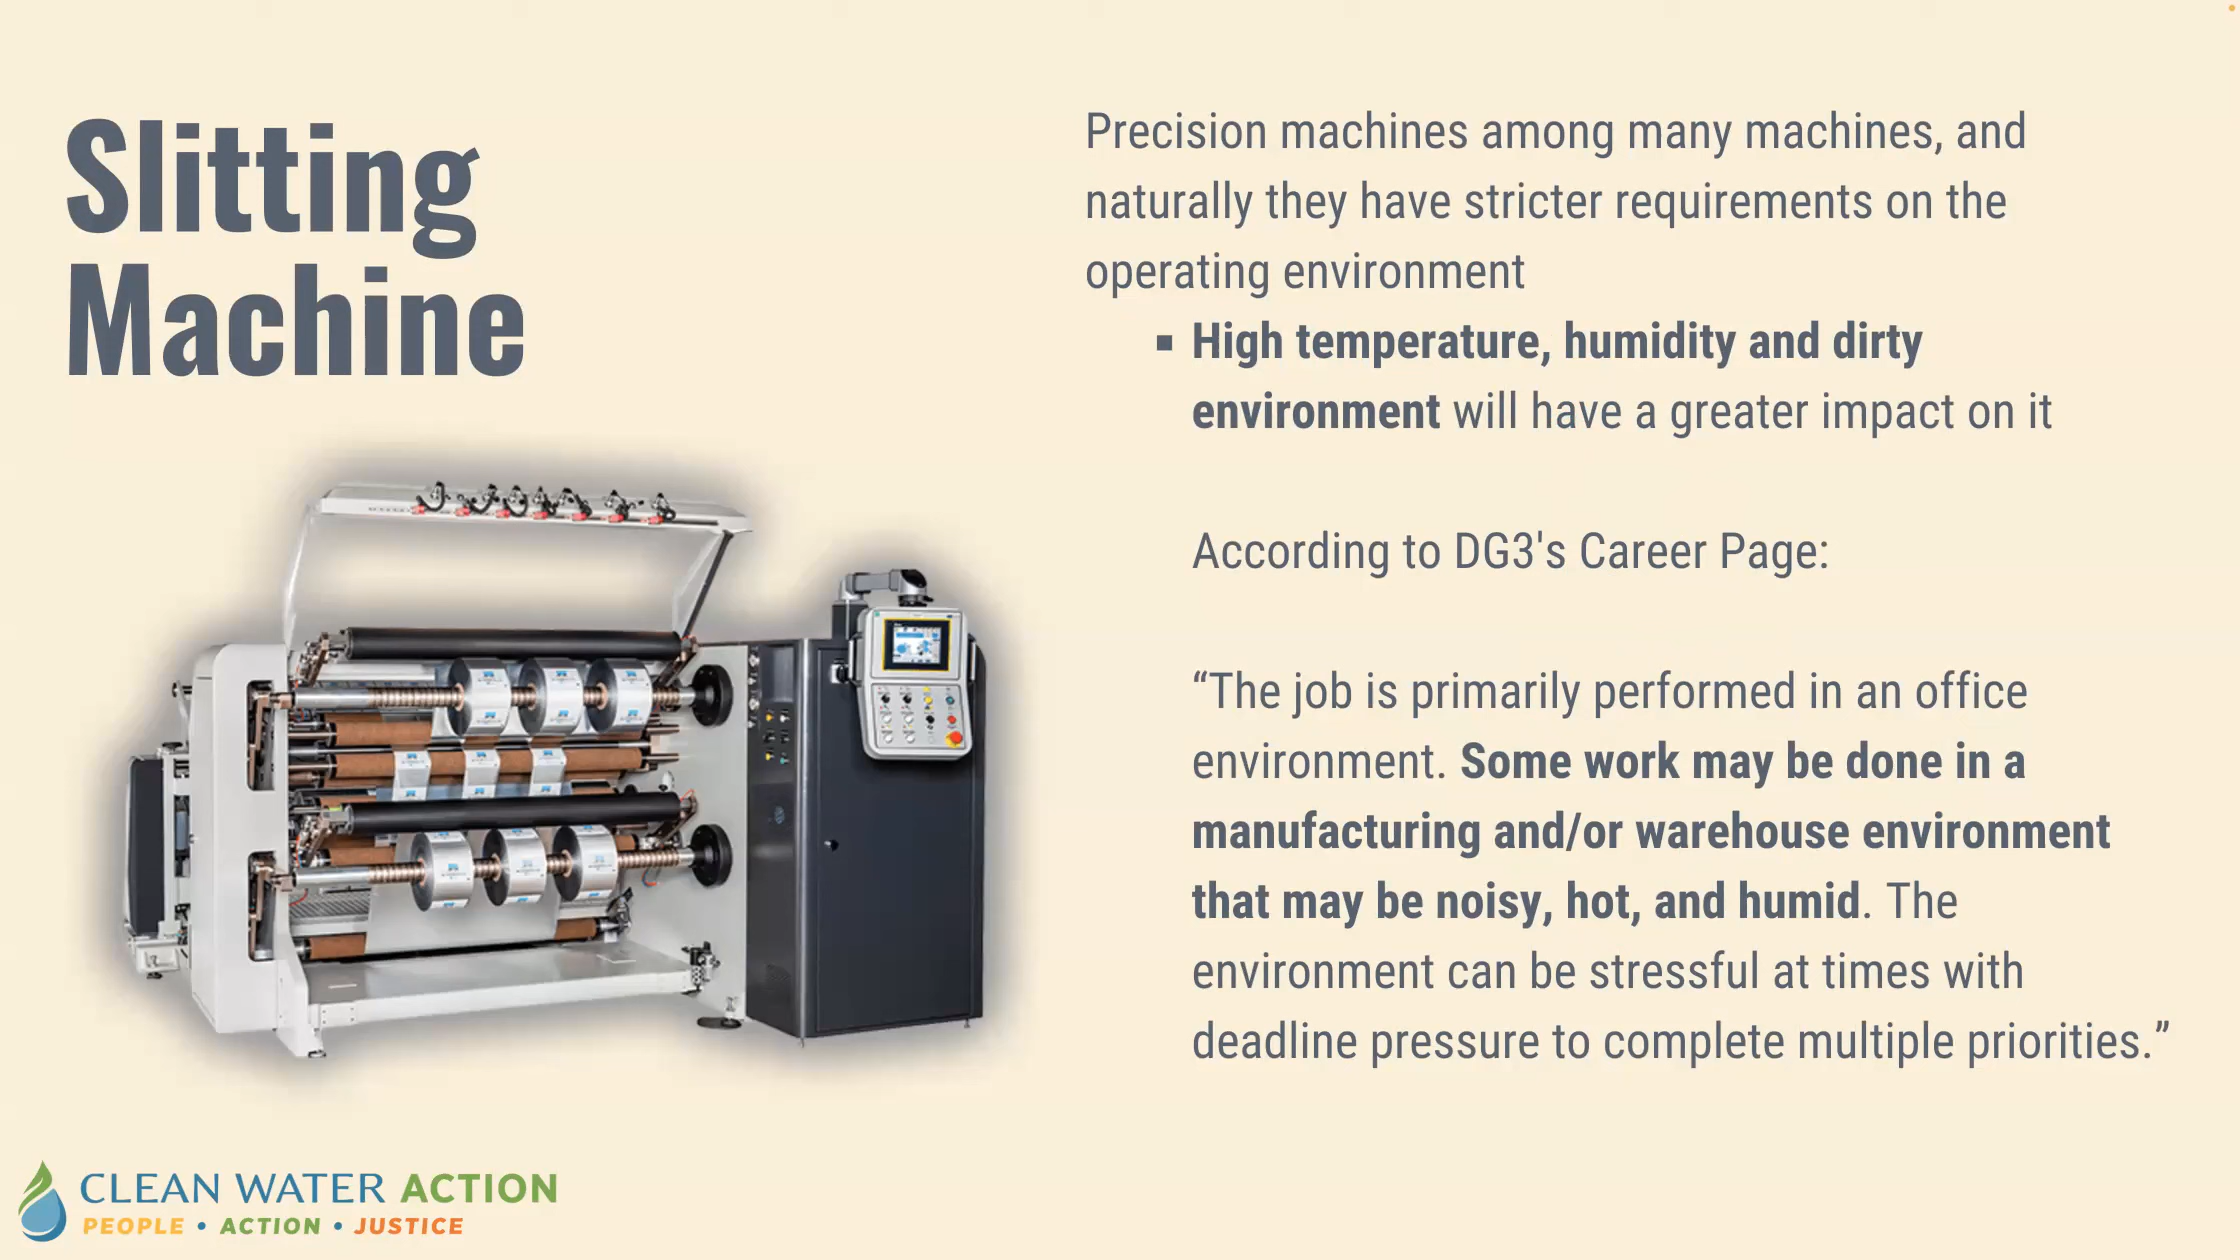 Slitting
Machine
Precision machines among many machines, and
naturally they have stricter requirements on the
operating environment
▪ High temperature, humidity and dirty
environment will have a greater impact on it
According to DG3's Career Page:
“The job is primarily performed in an office
environment. Some work may be done in a
manufacturing and/or warehouse environment
that may be noisy, hot, and humid. The
environment can be stressful at times with
deadline pressure to complete multiple priorities.”
CLEAN WATER ACTION
PEOPLE • ACTION • JUSTICE